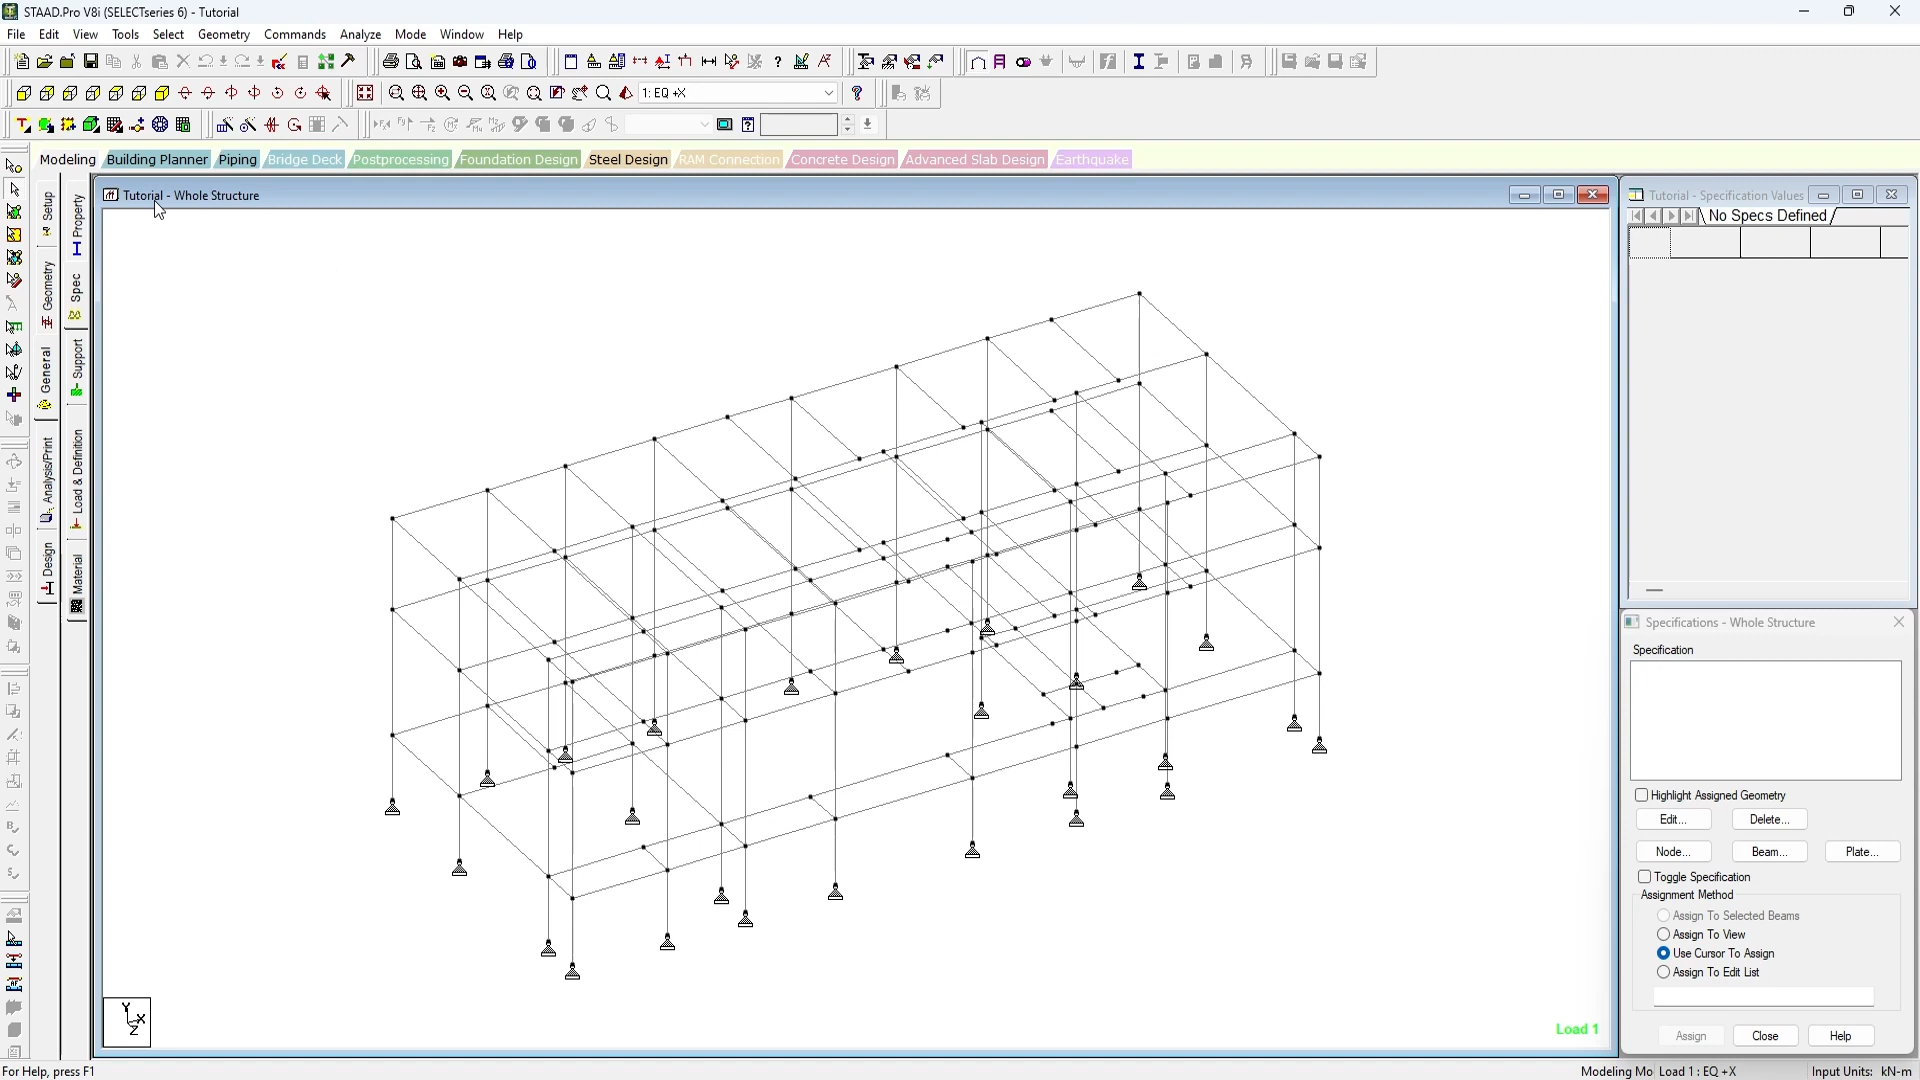 STAAD.Pro V8i (SELECTseries 6) - Tutorial
File Edit View Tools Select Geometry Commands Analyze Mode Window Help
1: EQ +X
Modeling Building Planner Piping Bridge Deck Postprocessing Foundation Design Steel Design RAM Connection Concrete Design Advanced Slab Design Earthquake
Setup
Geometry
General
Analysis/Print
Design
Property
Spec
Support
Load & Definition
Material
Tutorial - Whole Structure
Y
X
Z
Load 1
Tutorial - Specification Values
No Specs Defined
Specifications - Whole Structure
Specification
Highlight Assigned Geometry
Edit... Delete...
Node... Beam... Plate...
Toggle Specification
Assignment Method
Assign To Selected Beams
Assign To View
Use Cursor To Assign
Assign To Edit List
Assign Close Help
For Help, press F1
Modeling Mo Load 1 : EQ +X Input Units: kN-m